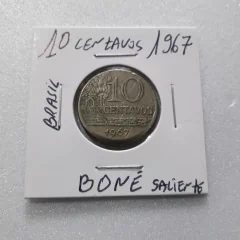 10 CENTAVOS 1967
BRASIL
10
CENTAVOS
1967
BONÉ SALIENTE